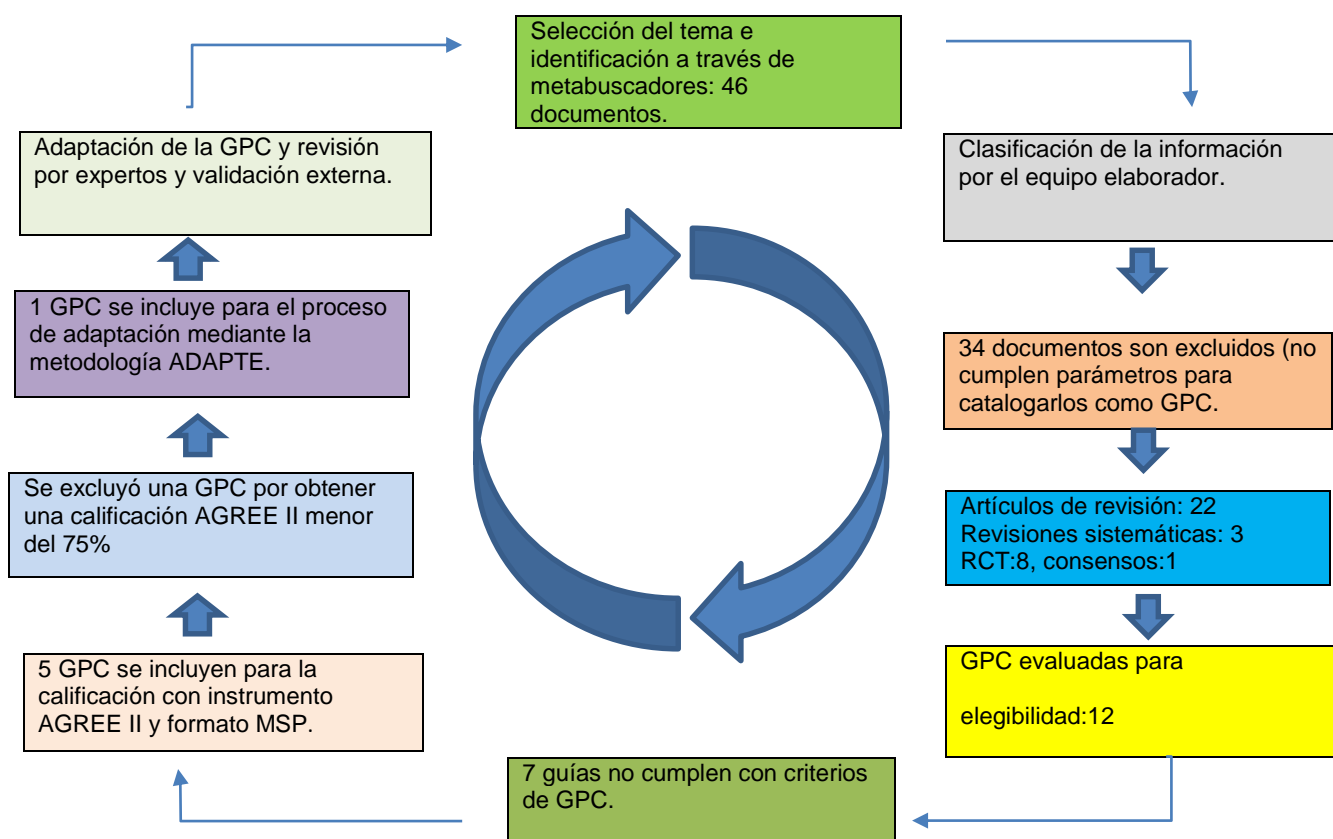 Selección del tema e
identificación a través de
metabuscadores: 46
documentos.
Clasificación de la información
por el equipo elaborador.
34 documentos son excluidos (no
cumplen parámetros para
catalogarlos como GPC.
Artículos de revisión: 22
Revisiones sistemáticas: 3
RCT:8, consensos:1
GPC evaluadas para
elegibilidad:12
7 guías no cumplen con criterios
de GPC.
5 GPC se incluyen para la
calificación con instrumento
AGREE II y formato MSP.
Se excluyó una GPC por obtener
una calificación AGREE II menor
del 75%
1 GPC se incluye para el proceso
de adaptación mediante la
metodología ADAPTE.
Adaptación de la GPC y revisión
por expertos y validación externa.